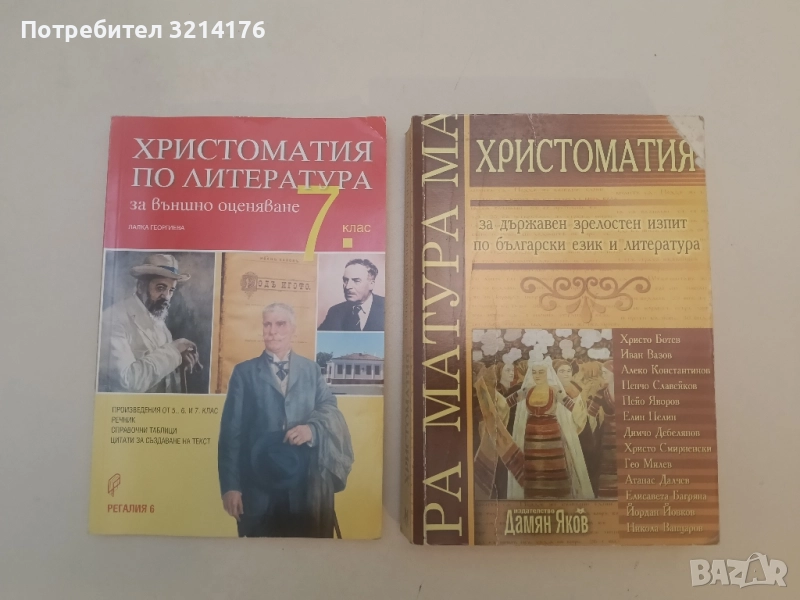 Потребител 3214176
ХРИСТОМАТИЯ
ПО ЛИТЕРАТУРА
за външно оценяване
7. клас
ПОДЪ ИГОТО
ПРОИЗВЕДЕНИЯ ОТ 5., 6. И 7. КЛАС
РЕЧНИК
СПРАВОЧНИ ТАБЛИЦИ
ЦИТАТИ ЗА СЪЗДАВАНЕ НА ТЕКСТ
РЕГАЛИЯ 6
РА МАТУРА МА
ХРИСТОМАТИЯ
за държавен зрелостен изпит
по български език и литература
Христо Ботев
Иван Вазов
Алеко Константинов
Пенчо Славейков
Пейо Яворов
Елин Пелин
Димчо Дебелянов
Христо Смирненски
Гео Милев
Атанас Далчев
Елисавета Багряна
Йордан Йовков
Никола Вапцаров
издателство
Дамян Яков
BAZAR